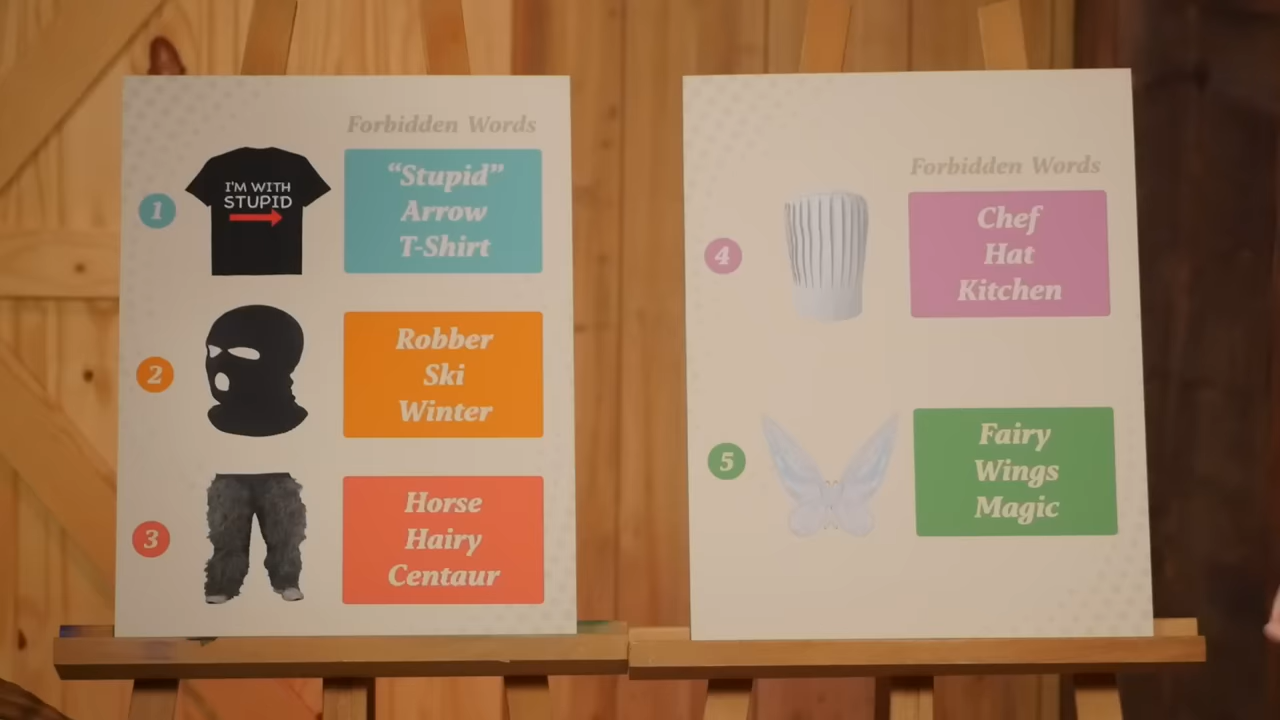 Forbidden Words
1
I'M WITH
STUPID
“Stupid”
Arrow
T-Shirt
2
Robber
Ski
Winter
3
Horse
Hairy
Centaur
Forbidden Words
4
Chef
Hat
Kitchen
5
Fairy
Wings
Magic